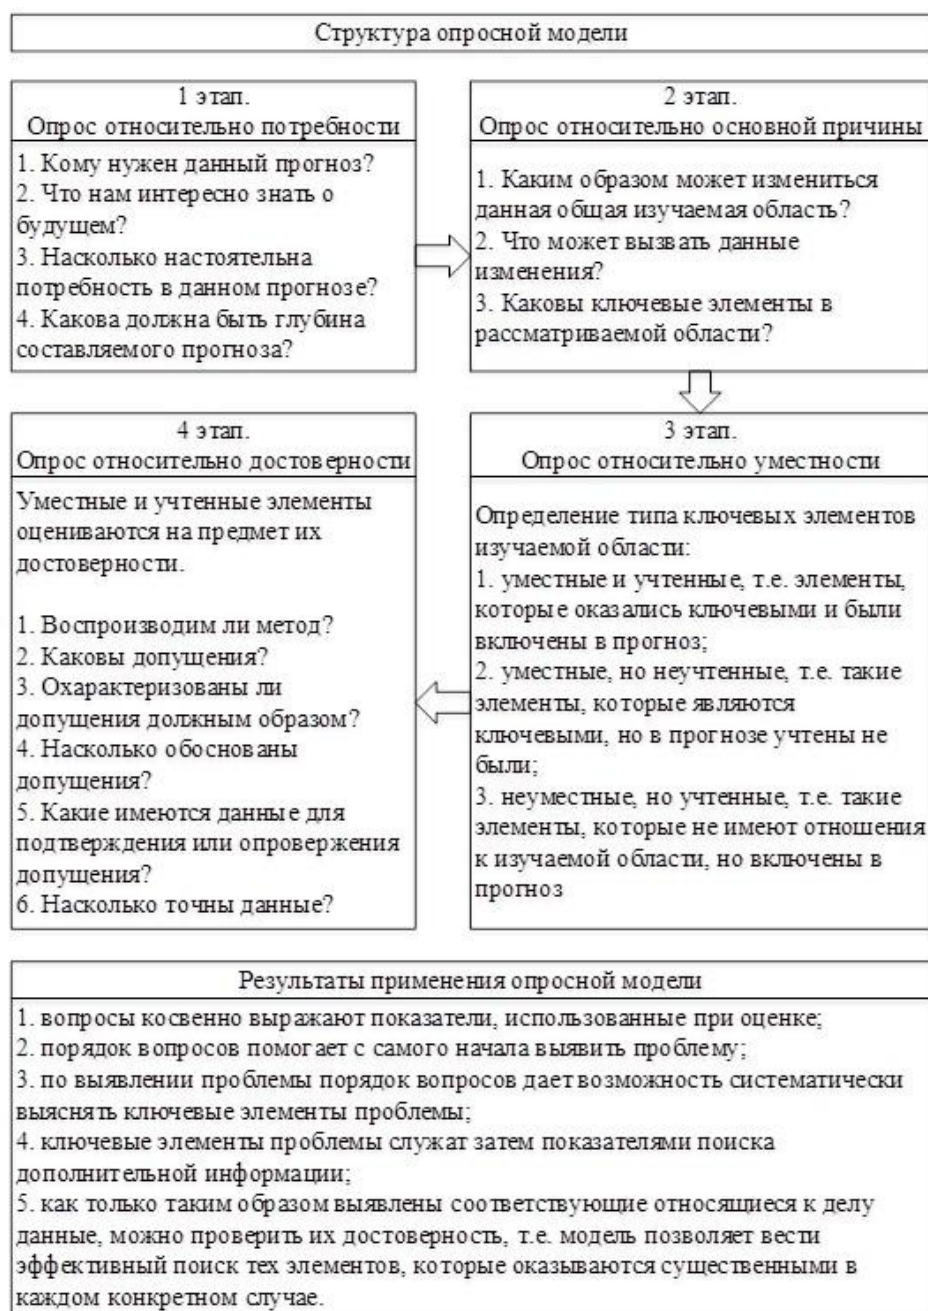 Структура опросной модели
1 этап.
Опрос относительно потребности
1. Кому нужен данный прогноз?
2. Что нам интересно знать о
будущем?
3. Насколько настоятельна
потребность в данном прогнозе?
4. Какова должна быть глубина
составляемого прогноза?
2 этап.
Опрос относительно основной причины
1. Каким образом может измениться
данная общая изучаемая область?
2. Что может вызвать данные
изменения?
3. Каковы ключевые элементы в
рассматриваемой области?
3 этап.
Опрос относительно уместности
Определение типа ключевых элементов
изучаемой области:
1. уместные и учтенные, т.е. элементы,
которые оказались ключевыми и были
включены в прогноз;
2. уместные, но неучтенные, т.е. такие
элементы, которые являются
ключевыми, но в прогнозе учтены не
были;
3. неуместные, но учтенные, т.е. такие
элементы, которые не имеют отношения
к изучаемой области, но включены в
прогноз
4 этап.
Опрос относительно достоверности
Уместные и учтенные элементы
оцениваются на предмет их
достоверности.
1. Воспроизводим ли метод?
2. Каковы допущения?
3. Охарактеризованы ли
допущения должным образом?
4. Насколько обоснованы
допущения?
5. Какие имеются данные для
подтверждения или опровержения
допущения?
6. Насколько точны данные?
Результаты применения опросной модели
1. вопросы косвенно выражают показатели, использованные при оценке;
2. порядок вопросов помогает с самого начала выявить проблему;
3. по выявлении проблемы порядок вопросов дает возможность систематически
выяснять ключевые элементы проблемы;
4. ключевые элементы проблемы служат затем показателями поиска
дополнительной информации;
5. как только таким образом выявлены соответствующие относящиеся к делу
данные, можно проверить их достоверность, т.е. модель позволяет вести
эффективный поиск тех элементов, которые оказываются существенными в
каждом конкретном случае.